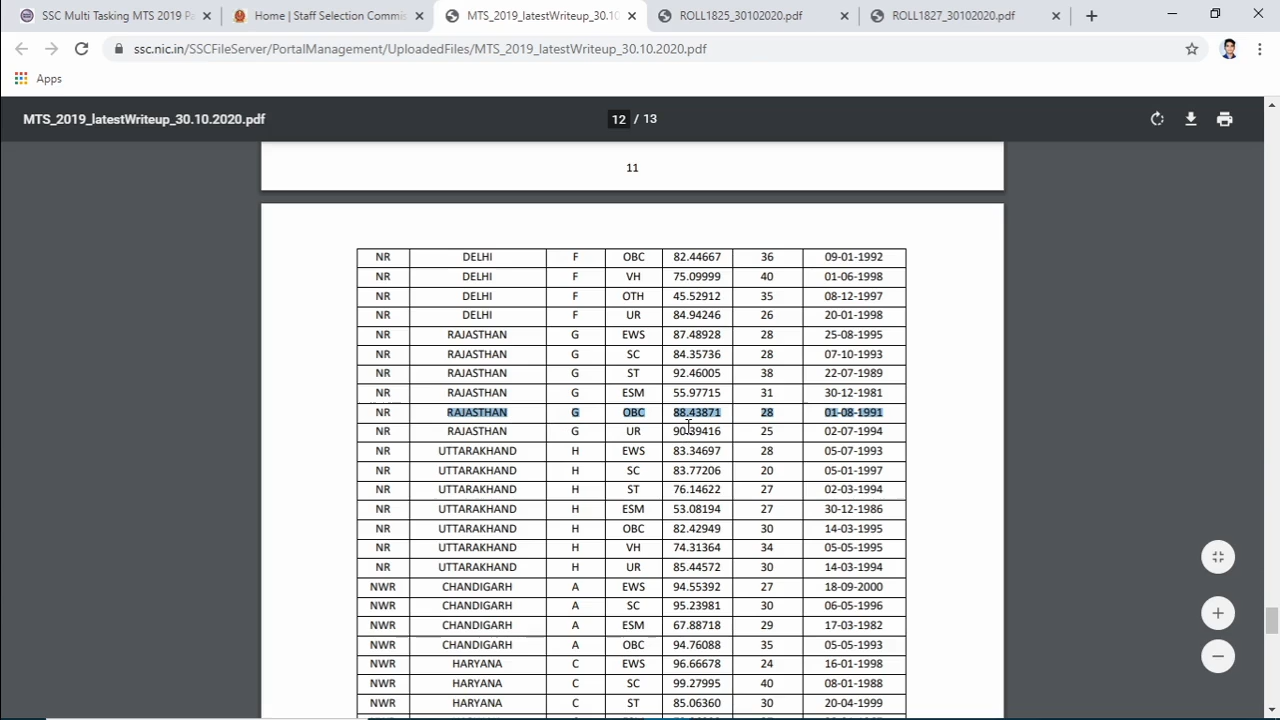 SSC Multi Tasking MTS 2019 Pa
Home | Staff Selection Commis
MTS_2019_latestWriteup_30.10
ROLL1825_30102020.pdf
ROLL1827_30102020.pdf
ssc.nic.in/SSCFileServer/PortalManagement/UploadedFiles/MTS_2019_latestWriteup_30.10.2020.pdf
Apps
MTS_2019_latestWriteup_30.10.2020.pdf 12 / 13
11
NR DELHI F OBC 82.44667 36 09-01-1992
NR DELHI F VH 75.09999 40 01-06-1998
NR DELHI F OTH 45.52912 35 08-12-1997
NR DELHI F UR 84.94246 26 20-01-1998
NR RAJASTHAN G EWS 87.48928 28 25-08-1995
NR RAJASTHAN G SC 84.35736 28 07-10-1993
NR RAJASTHAN G ST 92.46005 38 22-07-1989
NR RAJASTHAN G ESM 55.97715 31 30-12-1981
NR RAJASTHAN G OBC 88.43871 28 01-08-1991
NR RAJASTHAN G UR 90.39416 25 02-07-1994
NR UTTARAKHAND H EWS 83.34697 28 05-07-1993
NR UTTARAKHAND H SC 83.77206 20 05-01-1997
NR UTTARAKHAND H ST 76.14622 27 02-03-1994
NR UTTARAKHAND H ESM 53.08194 27 30-12-1986
NR UTTARAKHAND H OBC 82.42949 30 14-03-1995
NR UTTARAKHAND H VH 74.31364 34 05-05-1995
NR UTTARAKHAND H UR 85.44572 30 14-03-1994
NWR CHANDIGARH A EWS 94.55392 27 18-09-2000
NWR CHANDIGARH A SC 95.23981 30 06-05-1996
NWR CHANDIGARH A ESM 67.88718 29 17-03-1982
NWR CHANDIGARH A OBC 94.76088 35 05-05-1993
NWR HARYANA C EWS 96.66678 24 16-01-1998
NWR HARYANA C SC 99.27995 40 08-01-1988
NWR HARYANA C ST 85.06360 30 20-04-1999